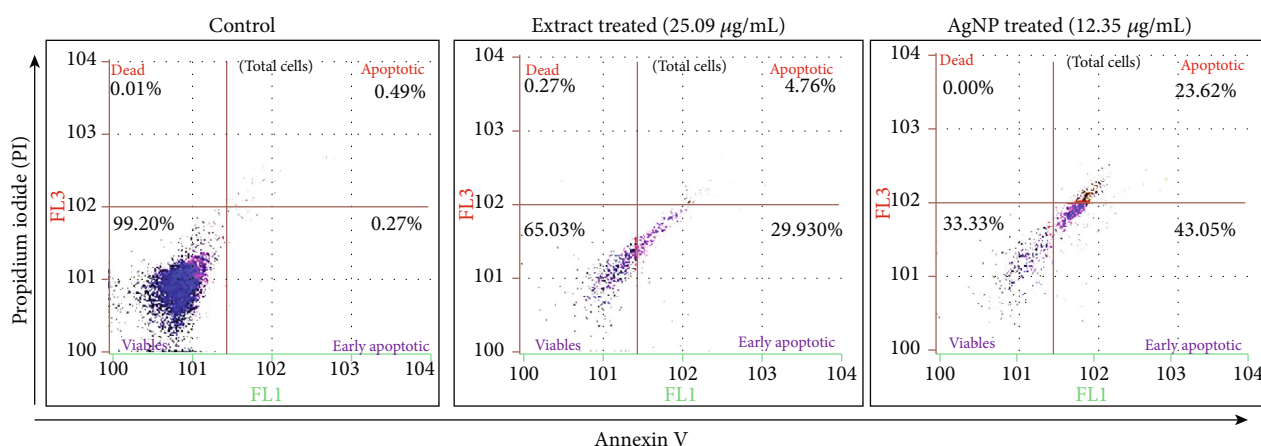 Control
Extract treated (25.09 μg/mL)
AgNP treated (12.35 μg/mL)
Propidium iodide (PI)
104
103
102
101
100
FL3
Dead
0.01%
(Total cells)
Apoptotic
0.49%
99.20%
0.27%
Viables
Early apoptotic
100 101 102 103 104
FL1
104
103
102
101
100
FL3
Dead
0.27%
(Total cells)
Apoptotic
4.76%
65.03%
29.930%
Viables
Early apoptotic
100 101 102 103 104
FL1
104
103
102
101
100
FL3
Dead
0.00%
(Total cells)
Apoptotic
23.62%
33.33%
43.05%
Viables
Early apoptotic
100 101 102 103 104
FL1
Annexin V